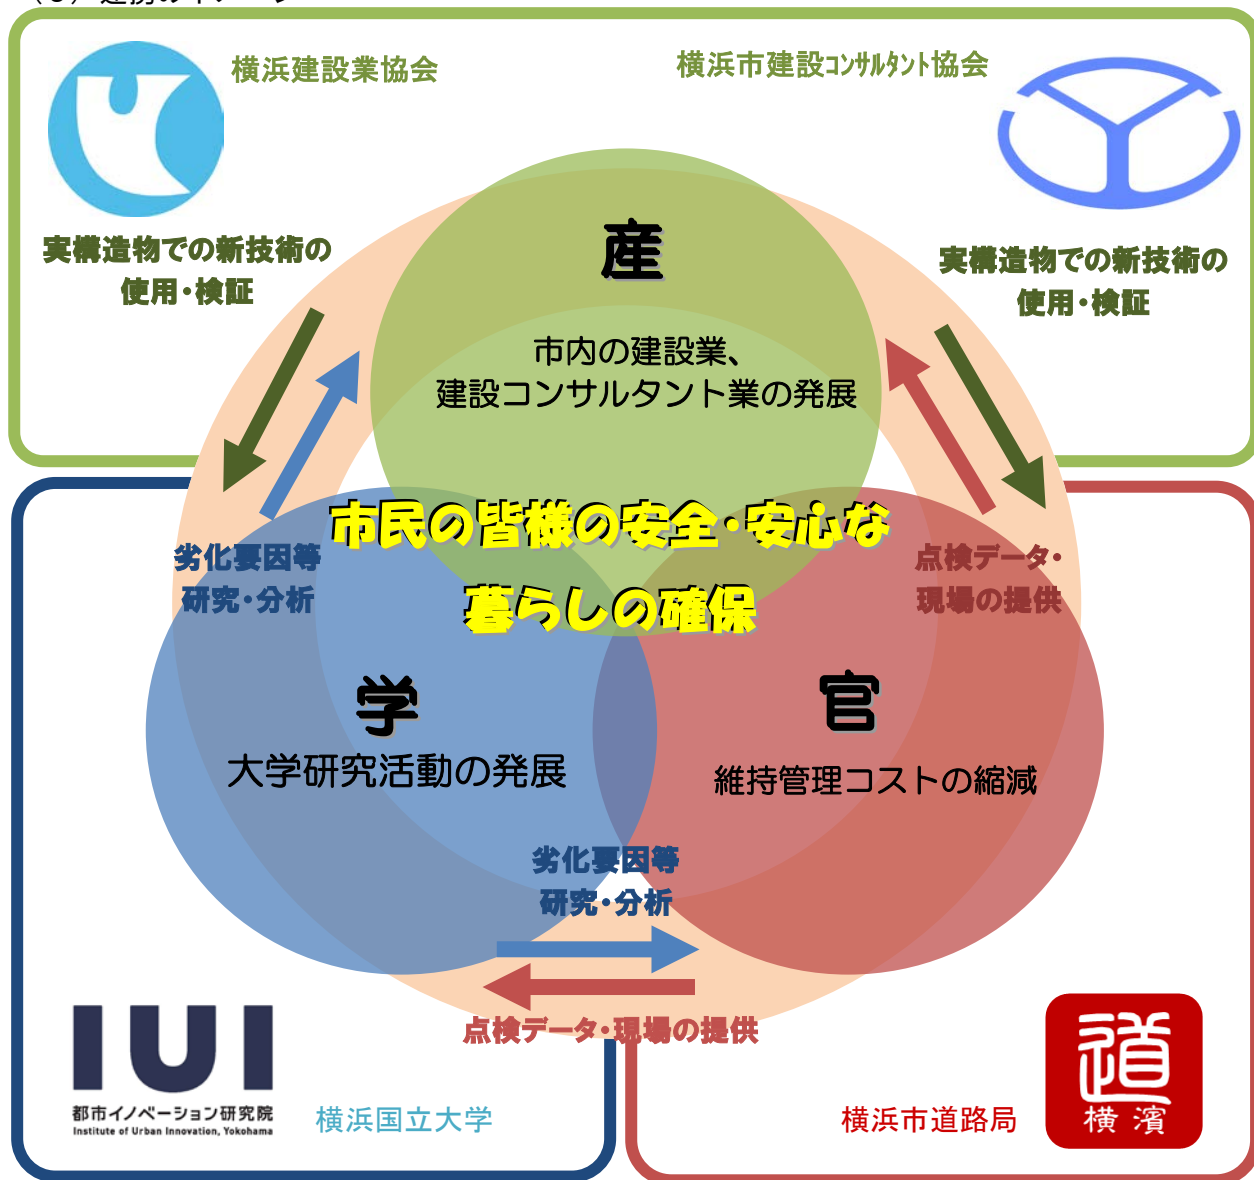 横浜建設業協会
横浜市建設コンサルタント協会
実構造物での新技術の
使用・検証
実構造物での新技術の
使用・検証
産
市内の建設業、
建設コンサルタント業の発展
市民の皆様の安全・安心な
暮らしの確保
劣化要因等
研究・分析
点検データ・
現場の提供
学
大学研究活動の発展
官
維持管理コストの縮減
劣化要因等
研究・分析
点検データ・現場の提供
IUI
都市イノベーション研究院
Institute of Urban Innovation, Yokohama
横浜国立大学
横浜市道路局
道
横濱